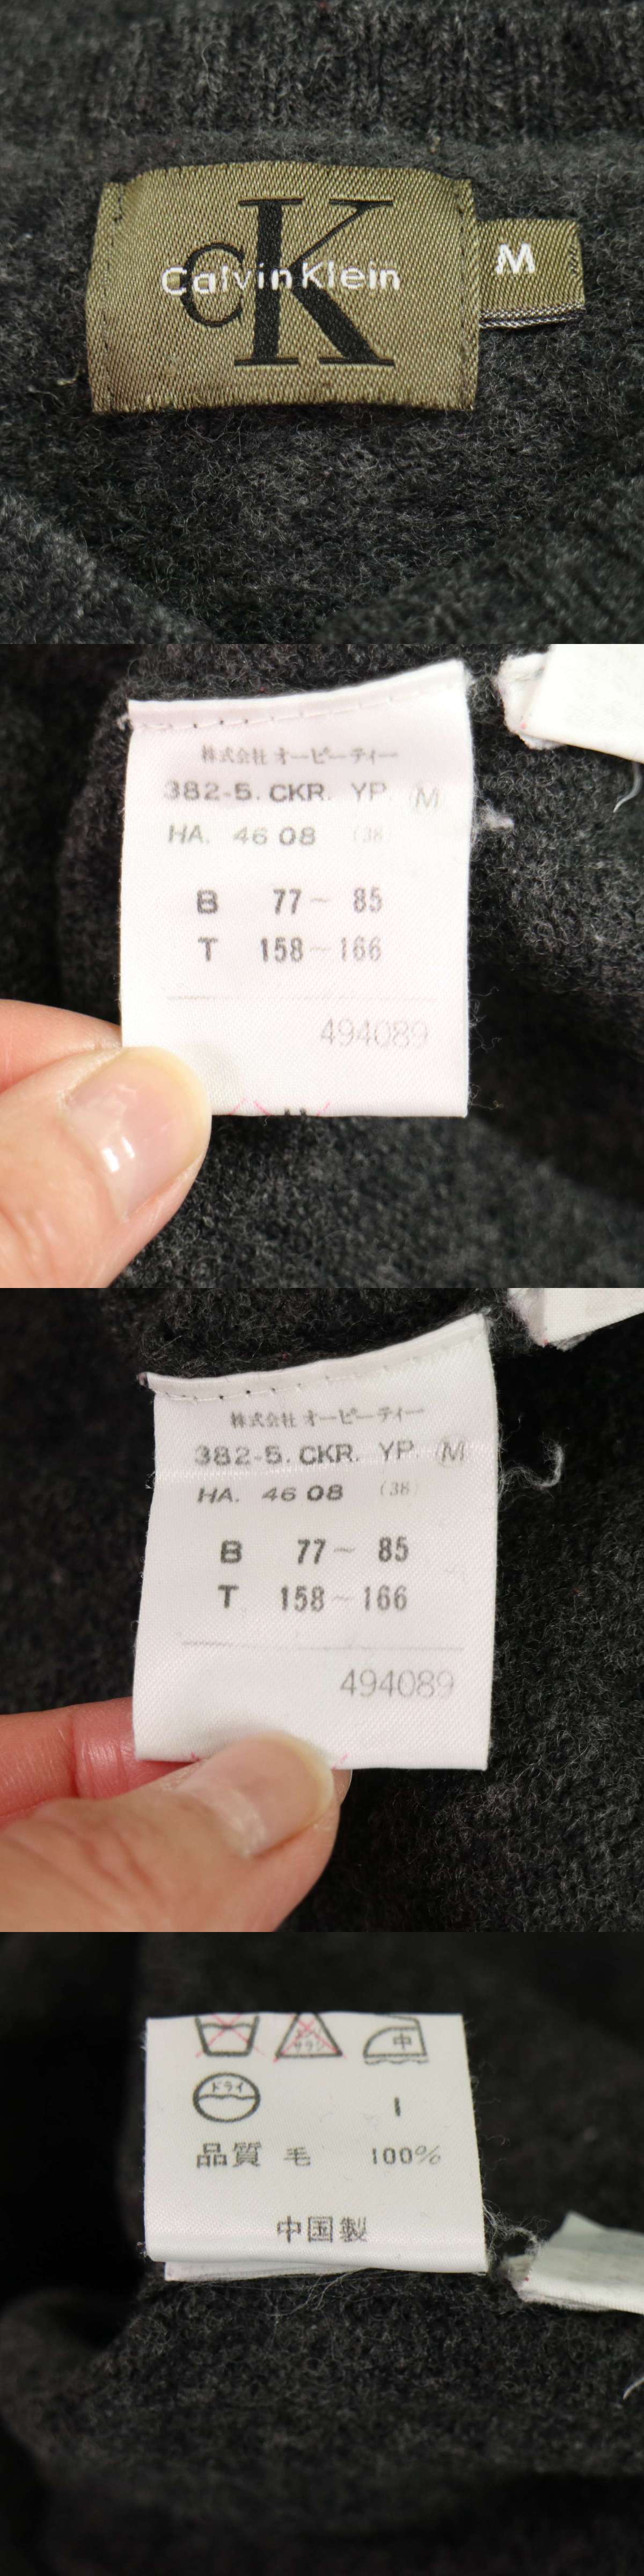 cK
Calvin Klein
M
株式会社 オーピーティー
382-5. CKR. YP. M
HA. 46 08 (38)
B 77~ 85
T 158~166
494089
株式会社 オーピーティー
382-5. CKR. YP. M
HA. 46 08 (38)
B 77~ 85
T 158~166
494089
サラシ 中
ドライ
品質 毛 100%
中国製